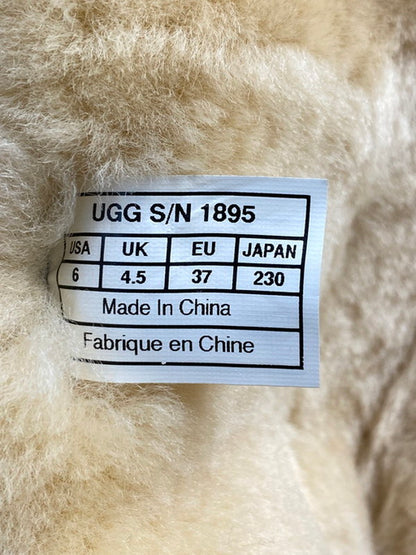 UGG S/N 1895
USA UK EU JAPAN
6 4.5 37 230
Made In China
Fabrique en Chine